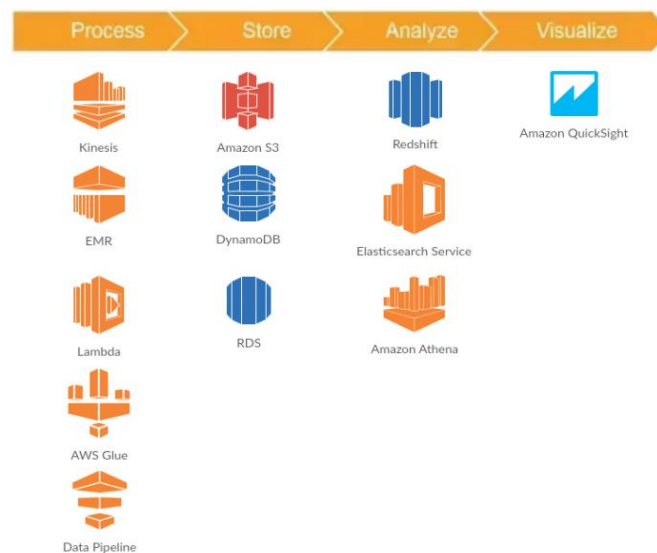 Process
Store
Analyze
Visualize
Kinesis
Amazon S3
Redshift
Amazon QuickSight
EMR
DynamoDB
Elasticsearch Service
Lambda
RDS
Amazon Athena
AWS Glue
Data Pipeline